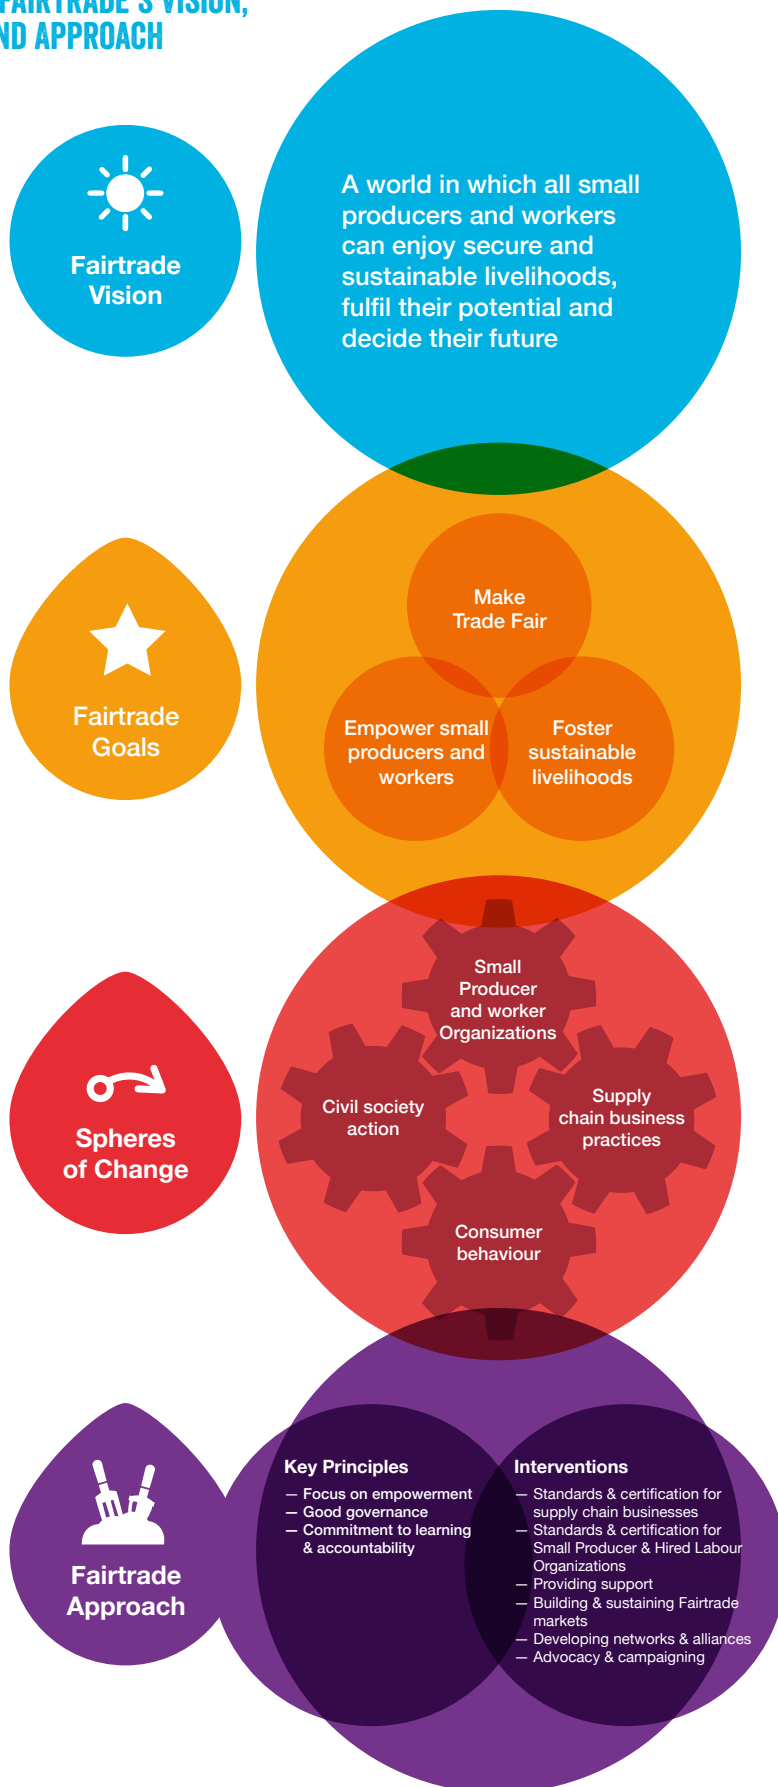 FAIRTRADE'S VISION,
ND APPROACH
Fairtrade
Vision
A world in which all small
producers and workers
can enjoy secure and
sustainable livelihoods,
fulfil their potential and
decide their future
Fairtrade
Goals
Make
Trade Fair
Empower small
producers and
workers
Foster
sustainable
livelihoods
Spheres
of Change
Small
Producer
and worker
Organizations
Civil society
action
Supply
chain business
practices
Consumer
behaviour
Fairtrade
Approach
Key Principles
— Focus on empowerment
— Good governance
— Commitment to learning
& accountability
Interventions
— Standards & certification for
supply chain businesses
— Standards & certification for
Small Producer & Hired Labour
Organizations
— Providing support
— Building & sustaining Fairtrade
markets
— Developing networks & alliances
— Advocacy & campaigning